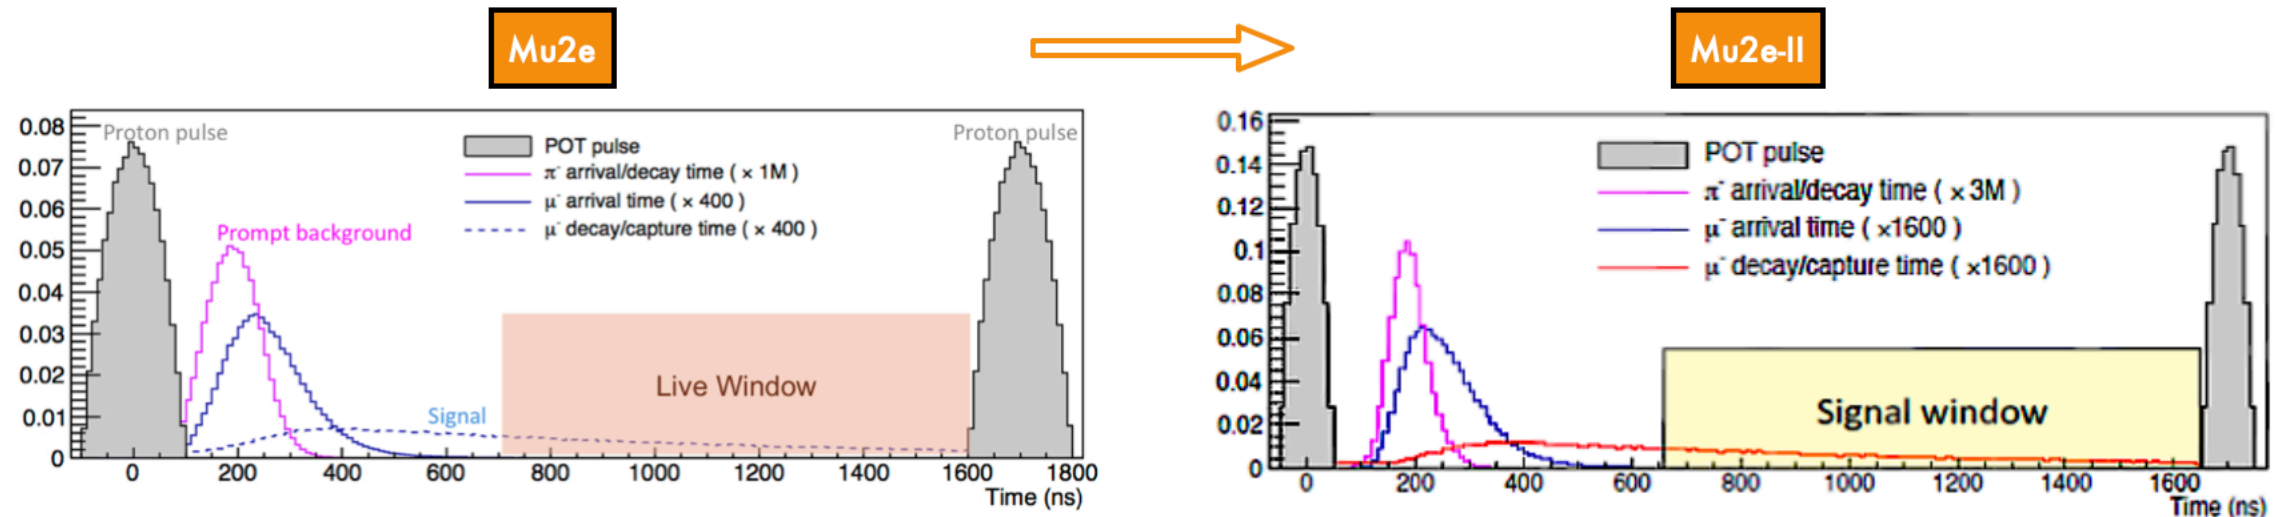 Mu2e
Mu2e-II
0.08
0.07
0.06
0.05
0.04
0.03
0.02
0.01
0
Proton pulse
Proton pulse
POT pulse
π⁻ arrival/decay time ( × 1M )
μ⁻ arrival time ( × 400 )
μ⁻ decay/capture time ( × 400 )
Prompt background
Signal
Live Window
0 200 400 600 800 1000 1200 1400 1600 1800
Time (ns)
0.16
0.14
0.12
0.1
0.08
0.06
0.04
0.02
0
POT pulse
π⁻ arrival/decay time ( × 3M )
μ⁻ arrival time ( ×1600 )
μ⁻ decay/capture time ( ×1600 )
Signal window
0 200 400 600 800 1000 1200 1400 1600
Time (ns)